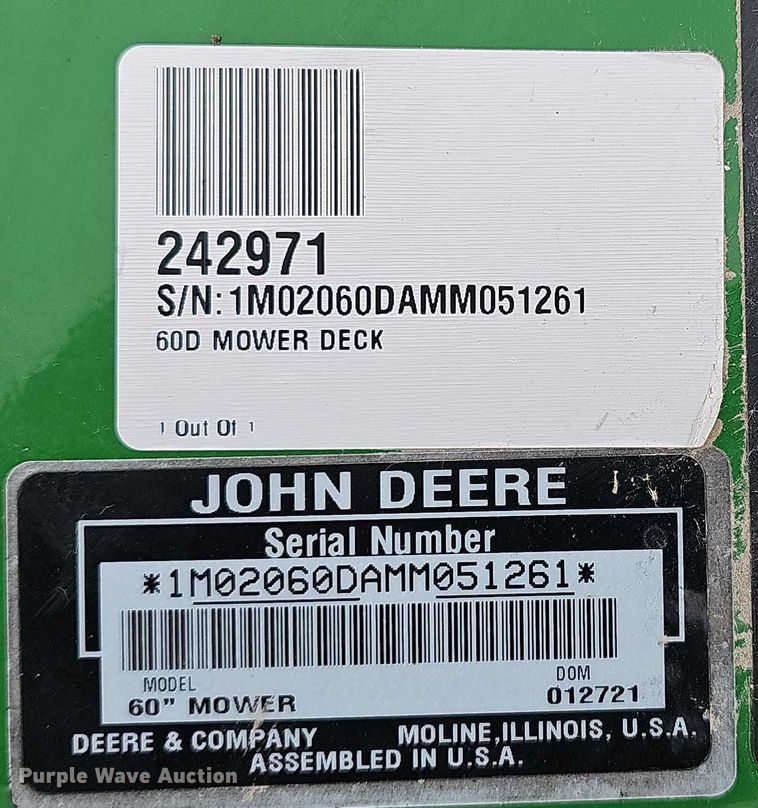 242971
S/N:1M02060DAMM051261
60D MOWER DECK
1 Out Of 1
JOHN DEERE
Serial Number
*1M02060DAMM051261*
MODEL
60" MOWER
DOM
012721
DEERE & COMPANY
MOLINE, ILLINOIS, U.S.A.
ASSEMBLED IN U.S.A.
Purple Wave Auction